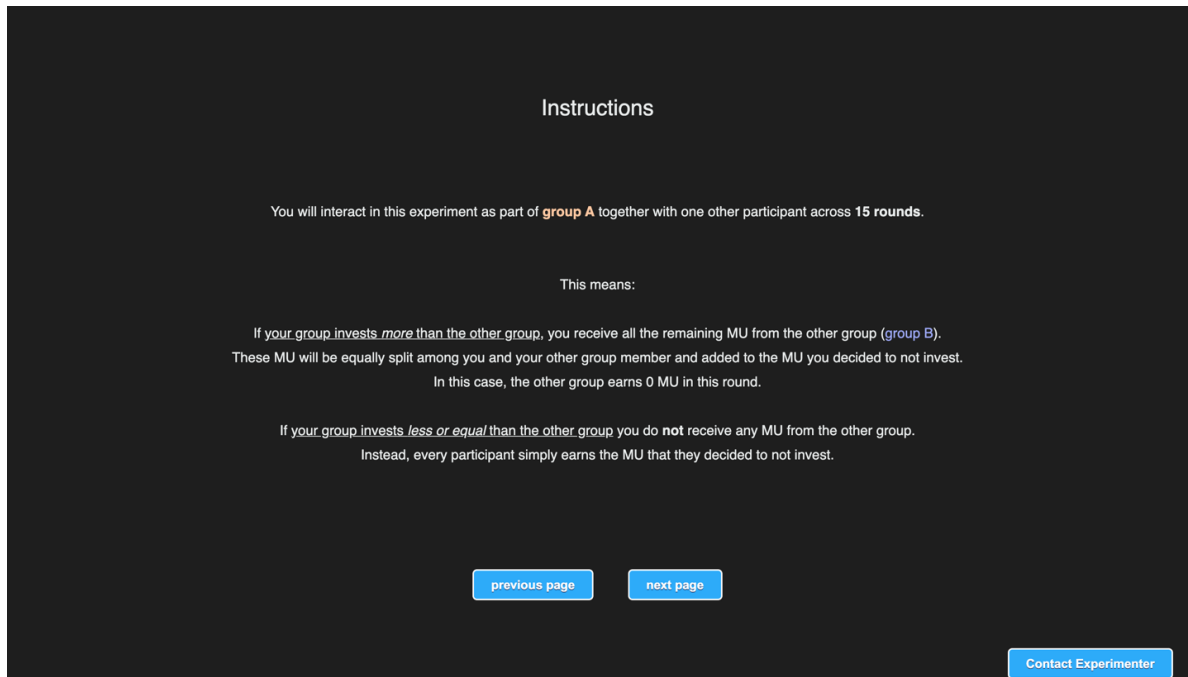 Instructions
You will interact in this experiment as part of group A together with one other participant across 15 rounds.
This means:
If your group invests more than the other group, you receive all the remaining MU from the other group (group B).
These MU will be equally split among you and your other group member and added to the MU you decided to not invest.
In this case, the other group earns 0 MU in this round.
If your group invests less or equal than the other group you do not receive any MU from the other group.
Instead, every participant simply earns the MU that they decided to not invest.
previous page next page
Contact Experimenter